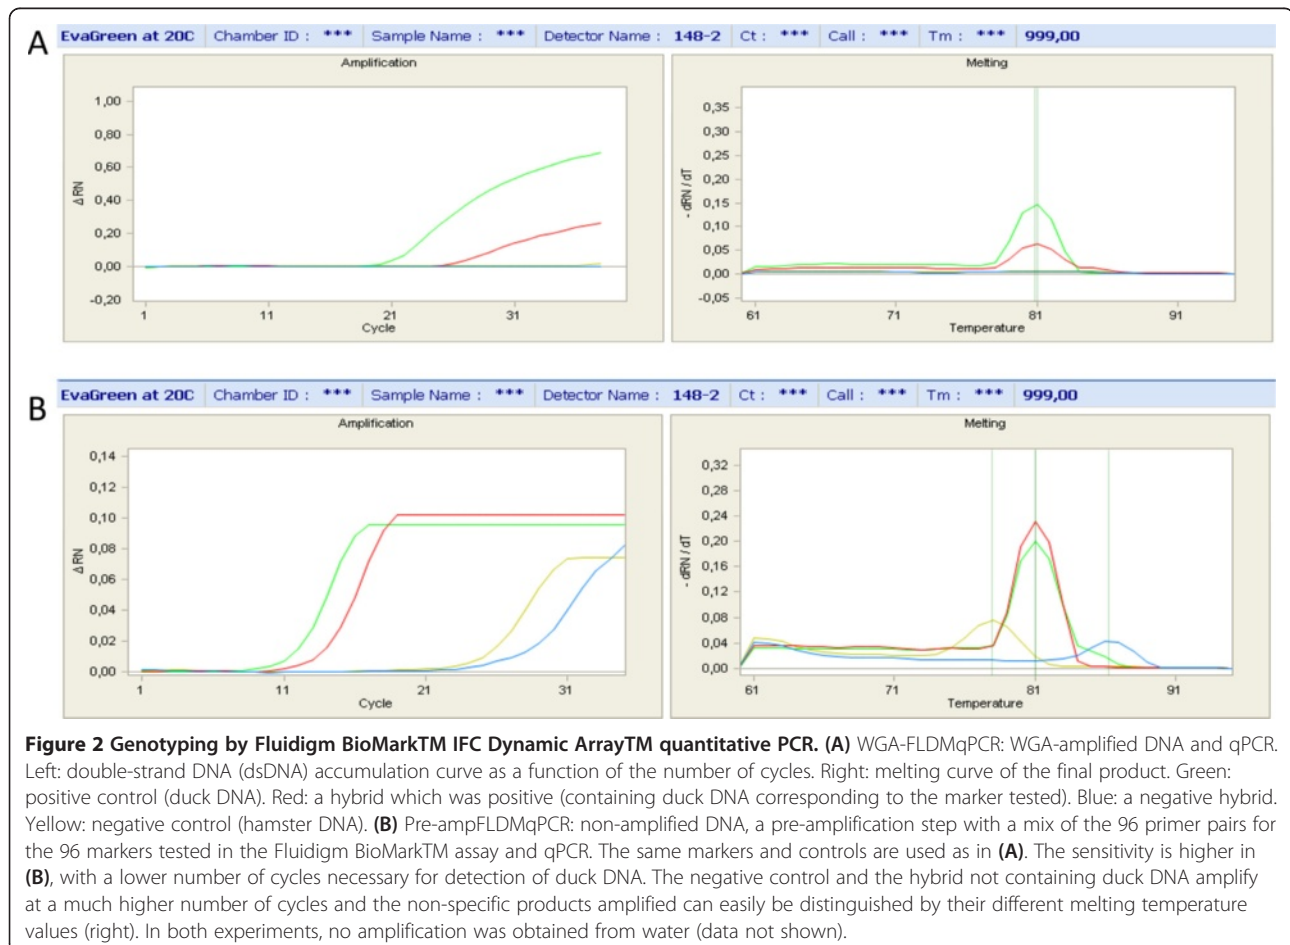 A
EvaGreen at 20C Chamber ID : *** Sample Name : *** Detector Name : 148-2 Ct : *** Call : *** Tm : *** 999,00
Amplification
1,00
0,80
0,60
0,40
0,20
0,00
-0,20
ΔRN
1 11 21 31
Cycle
Melting
0,35
0,30
0,25
0,20
0,15
0,10
0,05
0,00
-0,05
- dRN / dT
61 71 81 91
Temperature
B
EvaGreen at 20C Chamber ID : *** Sample Name : *** Detector Name : 148-2 Ct : *** Call : *** Tm : *** 999,00
Amplification
0,14
0,12
0,10
0,08
0,06
0,04
0,02
0,00
ΔRN
1 11 21 31
Cycle
Melting
0,32
0,28
0,24
0,20
0,16
0,12
0,08
0,04
0,00
- dRN / dT
61 71 81 91
Temperature
Figure 2 Genotyping by Fluidigm BioMarkTM IFC Dynamic ArrayTM quantitative PCR. (A) WGA-FLDMqPCR: WGA-amplified DNA and qPCR.
Left: double-strand DNA (dsDNA) accumulation curve as a function of the number of cycles. Right: melting curve of the final product. Green:
positive control (duck DNA). Red: a hybrid which was positive (containing duck DNA corresponding to the marker tested). Blue: a negative hybrid.
Yellow: negative control (hamster DNA). (B) Pre-ampFLDMqPCR: non-amplified DNA, a pre-amplification step with a mix of the 96 primer pairs for
the 96 markers tested in the Fluidigm BioMarkTM assay and qPCR. The same markers and controls are used as in (A). The sensitivity is higher in
(B), with a lower number of cycles necessary for detection of duck DNA. The negative control and the hybrid not containing duck DNA amplify
at a much higher number of cycles and the non-specific products amplified can easily be distinguished by their different melting temperature
values (right). In both experiments, no amplification was obtained from water (data not shown).